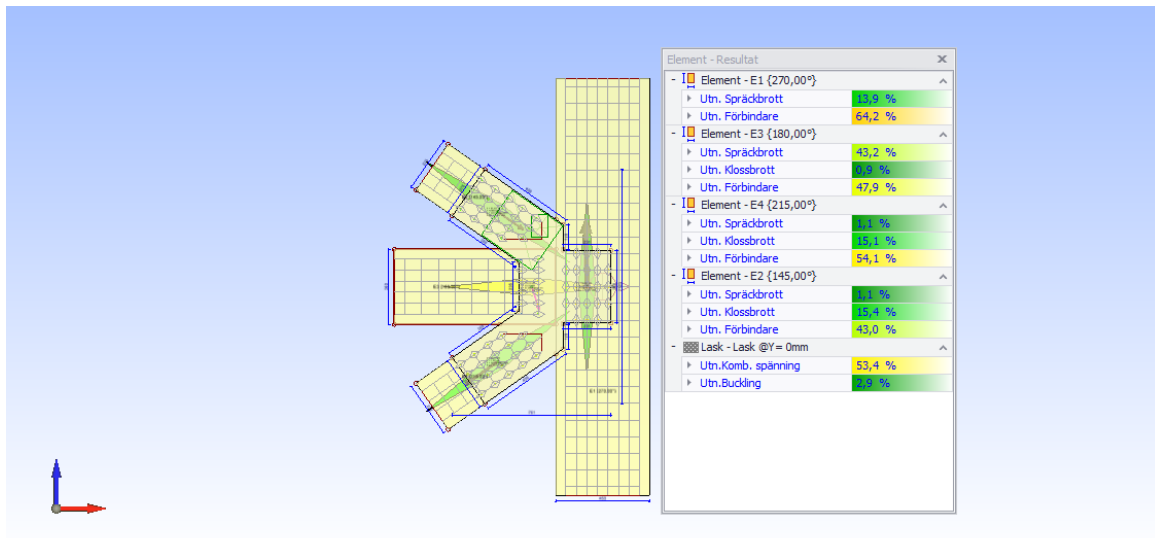 Element - Resultat
Element - E1 {270,00°}
Utn. Spräckbrott 13,9 %
Utn. Förbindare 64,2 %
Element - E3 {180,00°}
Utn. Spräckbrott 43,2 %
Utn. Klossbrott 0,9 %
Utn. Förbindare 47,9 %
Element - E4 {215,00°}
Utn. Spräckbrott 1,1 %
Utn. Klossbrott 15,1 %
Utn. Förbindare 54,1 %
Element - E2 {145,00°}
Utn. Spräckbrott 1,1 %
Utn. Klossbrott 15,4 %
Utn. Förbindare 43,0 %
Lask - Lask @Y= 0mm
Utn.Komb. spänning 53,4 %
Utn.Buckling 2,9 %